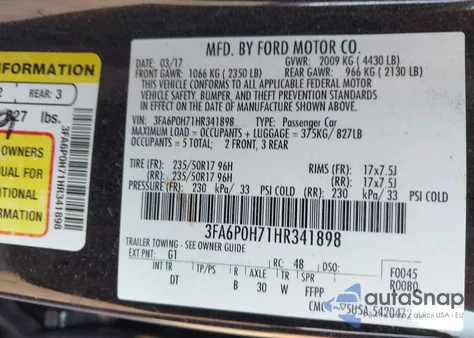 MFD. BY FORD MOTOR CO.
03/17
GVWR: 2009 KG ( 4430 LB)
FRONT GAWR: 1066 KG ( 2350 LB)
REAR GAWR: 966 KG ( 2130 LB)
THIS VEHICLE CONFORMS TO ALL APPLICABLE FEDERAL MOTOR
VEHICLE SAFETY, BUMPER, AND THEFT PREVENTION STANDARDS
IN EFFECT ON THE DATE OF MANUFACTURE SHOWN ABOVE.
VIN: 3FA6P0H71HR341898
TYPE: Passenger Car
MAXIMUM LOAD = OCCUPANTS + LUGGAGE = 375KG/ 827LB
OCCUPANTS = 5 TOTAL; 2 FRONT, 3 REAR
TIRE (FR): 235/50R17 96H RIMS (FR): 17x7.5J
(RR): 235/50R17 96H (RR): 17x7.5J
PRESSURE (FR): 230 kPa/ 33 PSI COLD (RR): 230 kPa/ 33 PSI COLD
3FA6P0H71HR341898
TRAILER TOWING - SEE OWNER GUIDE
EXT PNT: G1 RC: 48 DSO: F0045
R0080
INT TR TP/PS R AXLE TR SPR
DT B 30 W FFPP
INFORMATION
2 REAR: 3
827 lbs.
3FA6P0H71HR341898
OWNERS
MANUAL
FOR
ADDITIONAL
INFORMATION
autoSnap